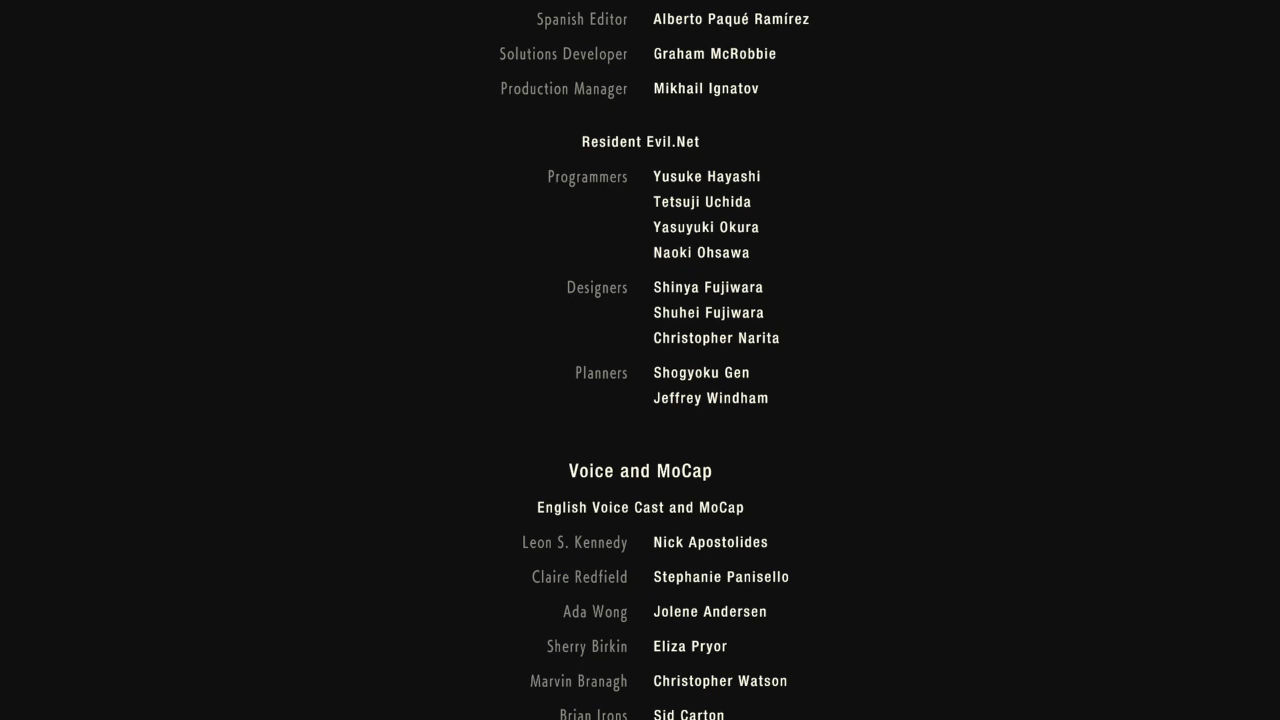 Spanish Editor Alberto Paqué Ramírez
Solutions Developer Graham McRobbie
Production Manager Mikhail Ignatov
Resident Evil.Net
Programmers Yusuke Hayashi
Tetsuji Uchida
Yasuyuki Okura
Naoki Ohsawa
Designers Shinya Fujiwara
Shuhei Fujiwara
Christopher Narita
Planners Shogyoku Gen
Jeffrey Windham
Voice and MoCap
English Voice Cast and MoCap
Leon S. Kennedy Nick Apostolides
Claire Redfield Stephanie Panisello
Ada Wong Jolene Andersen
Sherry Birkin Eliza Pryor
Marvin Branagh Christopher Watson
Brian Irons Sid Carton